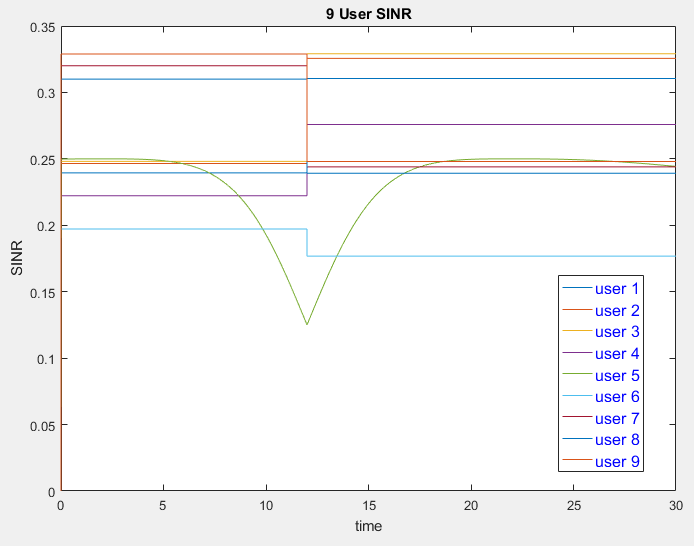 9 User SINR
0.35
0.3
0.25
0.2
0.15
0.1
0.05
0
SINR
0
5
10
15
20
25
30
time
user 1
user 2
user 3
user 4
user 5
user 6
user 7
user 8
user 9